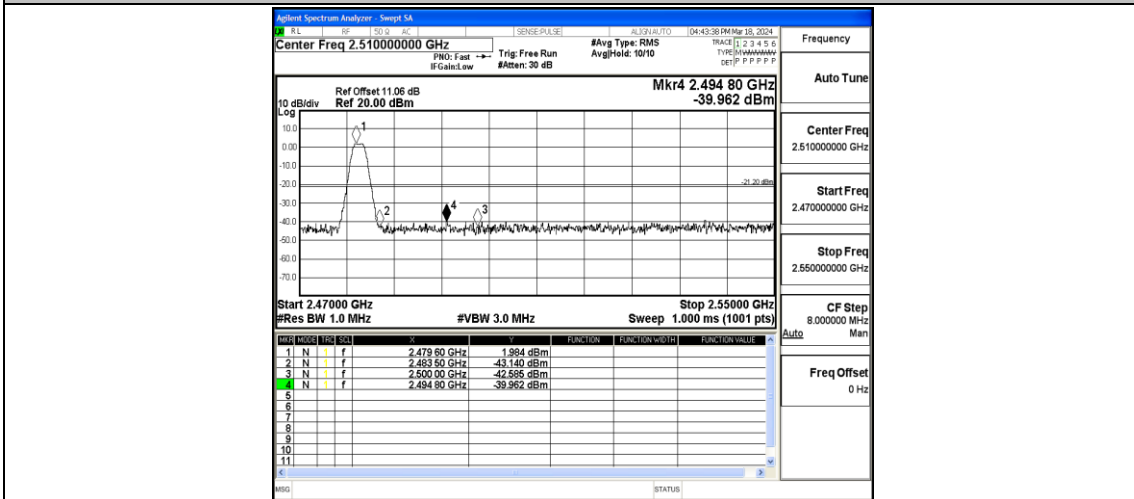 Agilent Spectrum Analyzer - Swept SA
RL RF 50 Ω AC SENSE:PULSE ALIGNAUTO 04:43:38 PM Mar 18, 2024
Center Freq 2.510000000 GHz
PNO: Fast
IFGain:Low
Trig: Free Run
#Atten: 30 dB
#Avg Type: RMS
Avg|Hold: 10/10
TRACE 1 2 3 4 5 6
TYPE
DET P P P P P P
Frequency
Auto Tune
Center Freq
2.510000000 GHz
Start Freq
2.470000000 GHz
Stop Freq
2.550000000 GHz
CF Step
8.000000 MHz
Auto Man
Freq Offset
0 Hz
Mkr4 2.494 80 GHz
-39.962 dBm
Ref Offset 11.06 dB
10 dB/div Ref 20.00 dBm
Log
10.0
0.00
-10.0
-20.0
-30.0
-40.0
-50.0
-60.0
-70.0
1
2
4
3
-21.20 dBm
Start 2.47000 GHz Stop 2.55000 GHz
#Res BW 1.0 MHz #VBW 3.0 MHz Sweep 1.000 ms (1001 pts)
MKR MODE TRC SCL X Y FUNCTION FUNCTION WIDTH FUNCTION VALUE
1 N 1 f 2.479 60 GHz 1.984 dBm
2 N 1 f 2.483 50 GHz -43.140 dBm
3 N 1 f 2.500 00 GHz -42.585 dBm
4 N 1 f 2.494 80 GHz -39.962 dBm
5
6
7
8
9
10
11
MSG STATUS